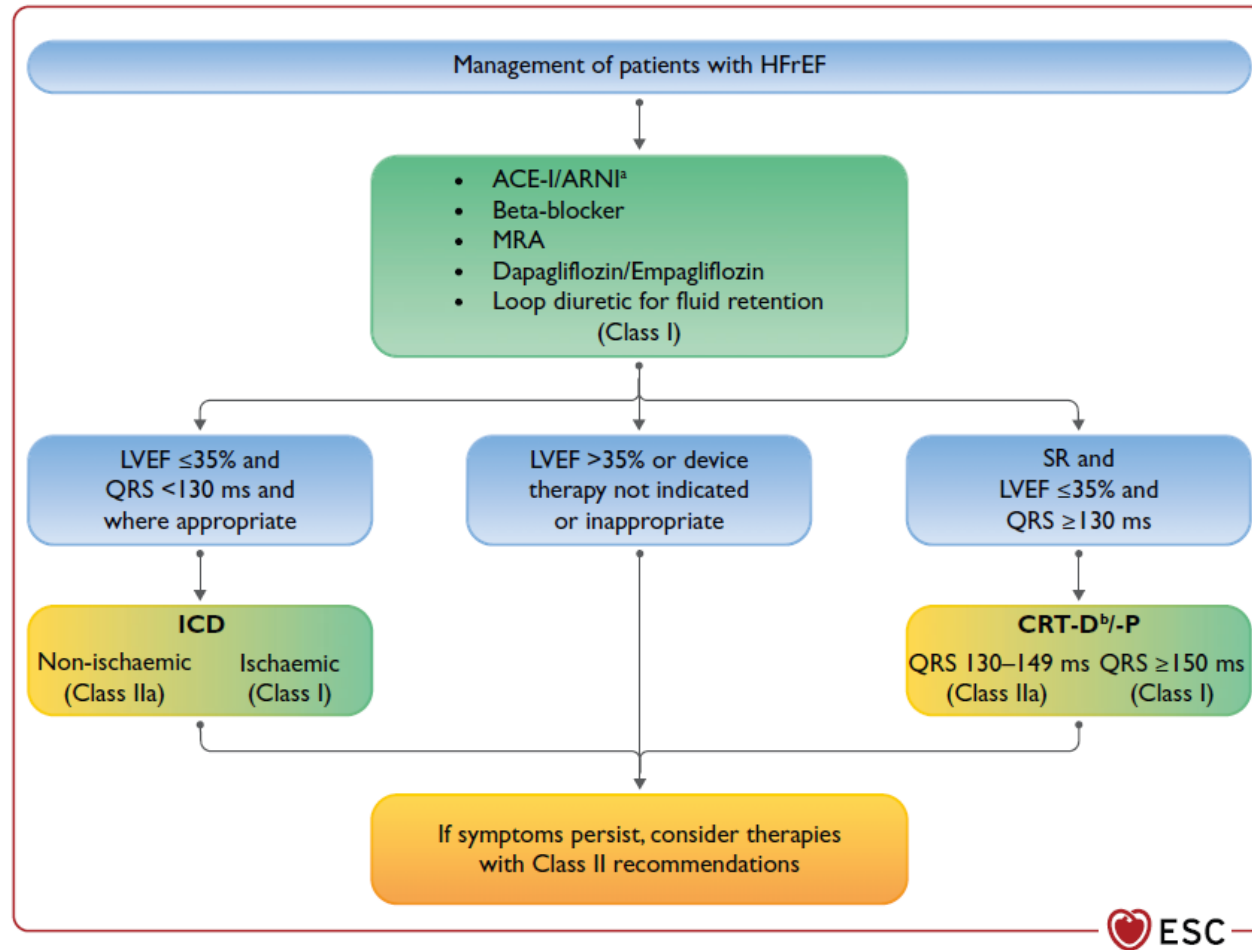 Management of patients with HFrEF
• ACE-I/ARNIᵃ
• Beta-blocker
• MRA
• Dapagliflozin/Empagliflozin
• Loop diuretic for fluid retention
(Class I)
LVEF ≤35% and
QRS <130 ms and
where appropriate
LVEF >35% or device
therapy not indicated
or inappropriate
SR and
LVEF ≤35% and
QRS ≥130 ms
ICD
Non-ischaemic
(Class IIa)
Ischaemic
(Class I)
CRT-Dᵇ/-P
QRS 130–149 ms
(Class IIa)
QRS ≥150 ms
(Class I)
If symptoms persist, consider therapies
with Class II recommendations
ESC